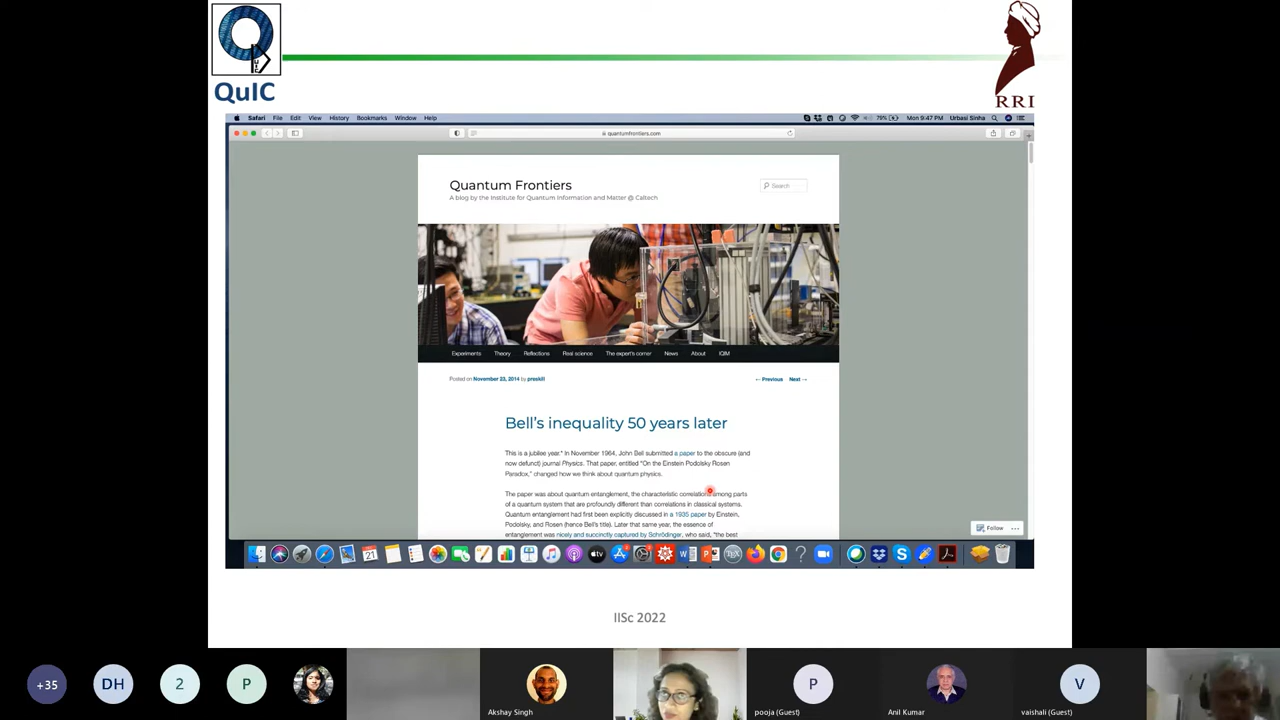 QuIC
RRI
Safari File Edit View History Bookmarks Window Help
79% Mon 9:47 PM Urbasi Sinha
quantumfrontiers.com
Quantum Frontiers
A blog by the Institute for Quantum Information and Matter @ Caltech
Search
Experiments Theory Reflections Real science The expert's corner News About IQIM
Posted on November 23, 2014 by preskill
← Previous Next →
Bell's inequality 50 years later
This is a jubilee year.* In November 1964, John Bell submitted a paper to the obscure (and
now defunct) journal Physics. That paper, entitled "On the Einstein Podolsky Rosen
Paradox," changed how we think about quantum physics.
The paper was about quantum entanglement, the characteristic correlations among parts
of a quantum system that are profoundly different than correlations in classical systems.
Quantum entanglement had first been explicitly discussed in a 1935 paper by Einstein,
Podolsky, and Rosen (hence Bell's title). Later that same year, the essence of
entanglement was nicely and succinctly captured by Schrödinger, who said, "the best
Follow ...
IISc 2022
+35
DH
2
P
Akshay Singh
P
pooja (Guest)
Anil Kumar
V
vaishali (Guest)